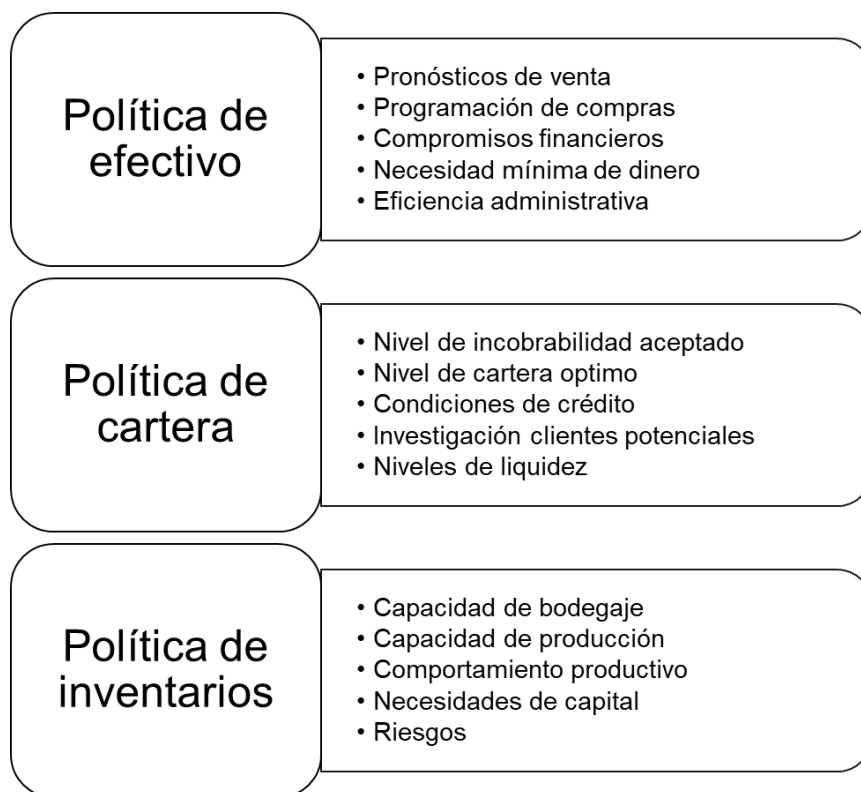 Política de
efectivo
• Pronósticos de venta
• Programación de compras
• Compromisos financieros
• Necesidad mínima de dinero
• Eficiencia administrativa
Política de
cartera
• Nivel de incobrabilidad aceptado
• Nivel de cartera optimo
• Condiciones de crédito
• Investigación clientes potenciales
• Niveles de liquidez
Política de
inventarios
• Capacidad de bodegaje
• Capacidad de producción
• Comportamiento productivo
• Necesidades de capital
• Riesgos